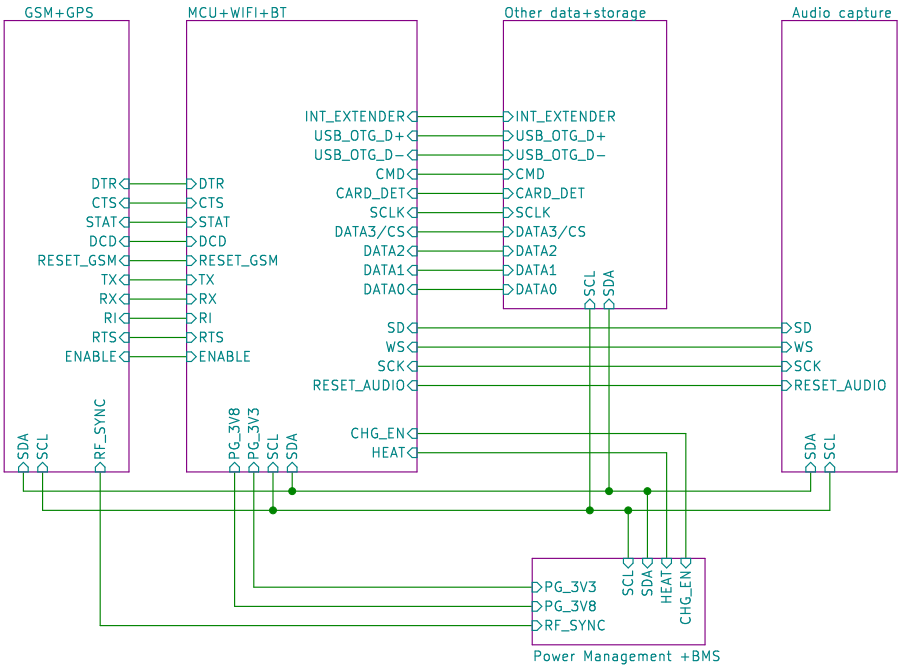 GSM+GPS
DTR
CTS
STAT
DCD
RESET_GSM
TX
RX
RI
RTS
ENABLE
SDA
SCL
RF_SYNC
MCU+WIFI+BT
DTR
CTS
STAT
DCD
RESET_GSM
TX
RX
RI
RTS
ENABLE
INT_EXTENDER
USB_OTG_D+
USB_OTG_D-
CMD
CARD_DET
SCLK
DATA3/CS
DATA2
DATA1
DATA0
SD
WS
SCK
RESET_AUDIO
CHG_EN
HEAT
PG_3V8
PG_3V3
SCL
SDA
Other data+storage
INT_EXTENDER
USB_OTG_D+
USB_OTG_D-
CMD
CARD_DET
SCLK
DATA3/CS
DATA2
DATA1
DATA0
SCL
SDA
Audio capture
SD
WS
SCK
RESET_AUDIO
SDA
SCL
SCL
SDA
HEAT
CHG_EN
PG_3V3
PG_3V8
RF_SYNC
Power Management +BMS